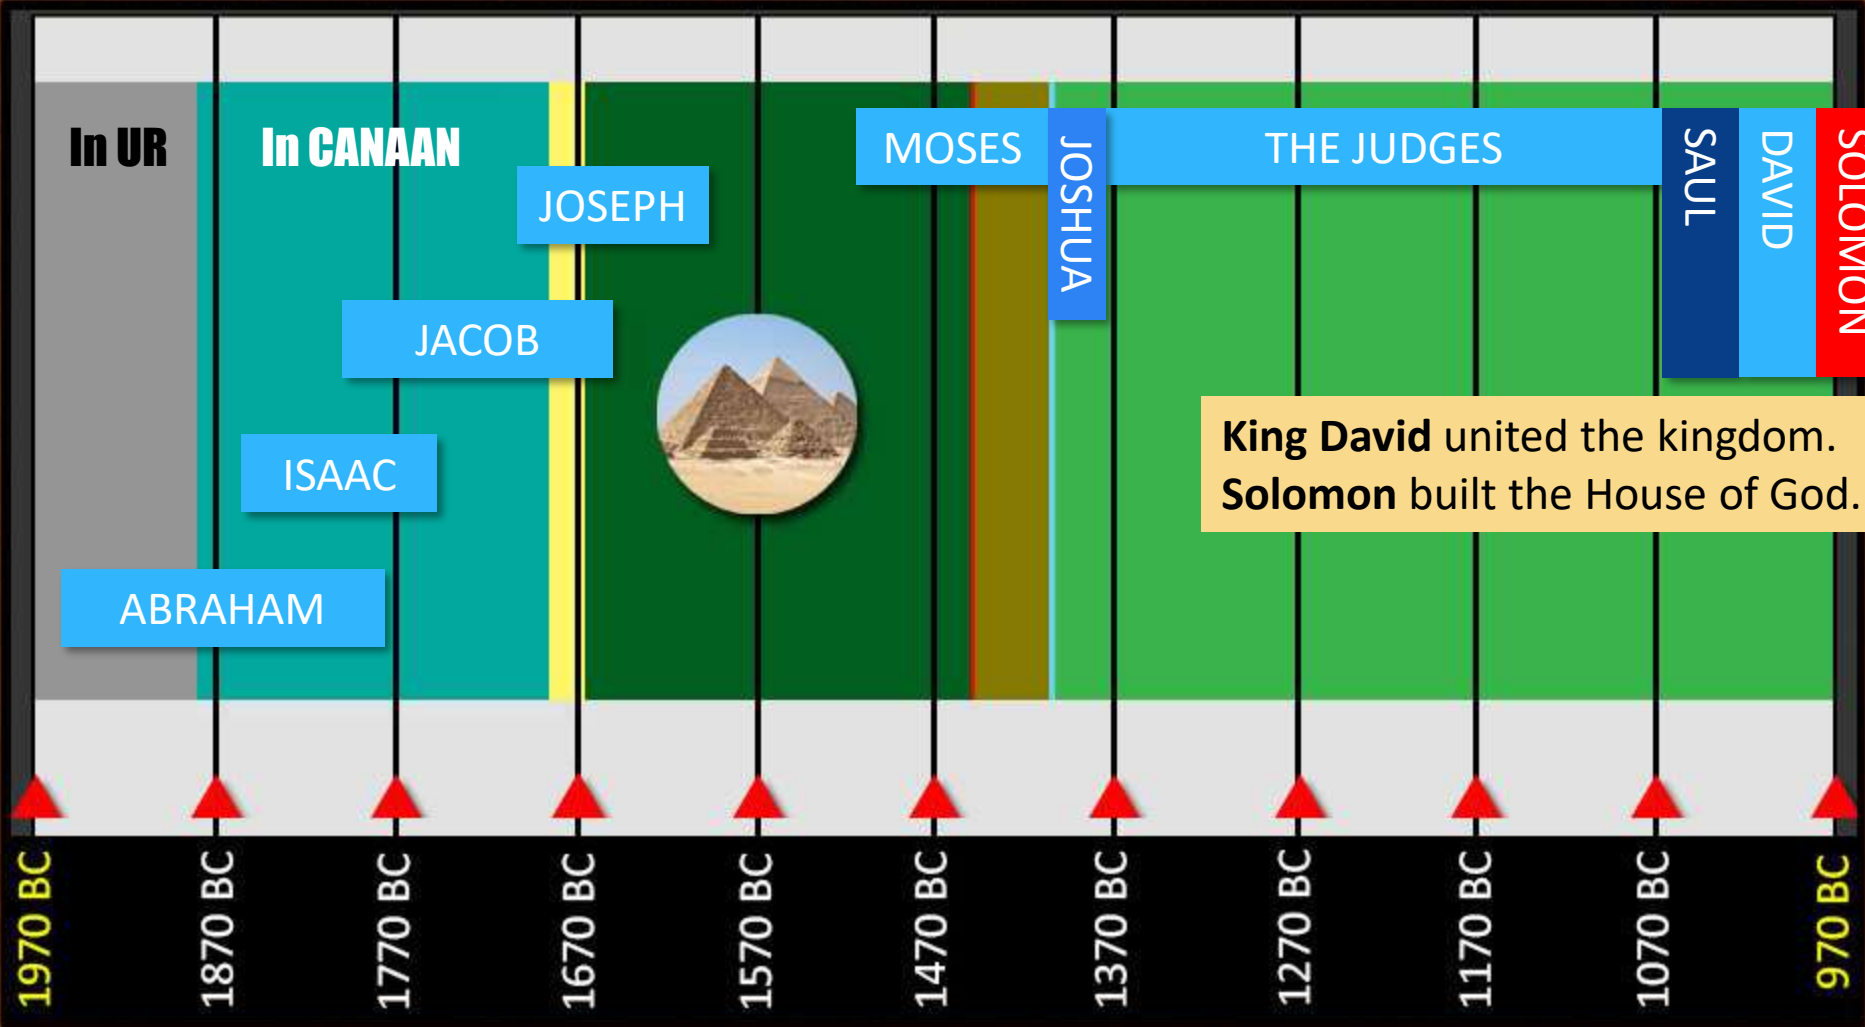 In UR
In CANAAN
MOSES
JOSHUA
THE JUDGES
SAUL
DAVID
SOLOMON
JOSEPH
JACOB
ISAAC
ABRAHAM
King David united the kingdom.
Solomon built the House of God.
1970 BC
1870 BC
1770 BC
1670 BC
1570 BC
1470 BC
1370 BC
1270 BC
1170 BC
1070 BC
970 BC